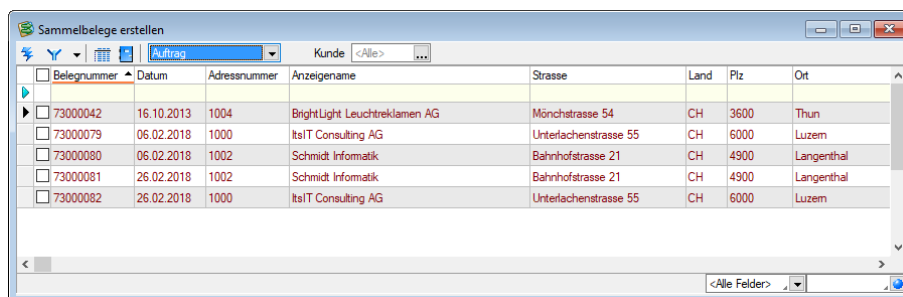 Sammelbelege erstellen
Auftrag Kunde <Alle> ...
Belegnummer Datum Adressnummer Anzeigename Strasse Land Plz Ort
73000042 16.10.2013 1004 BrightLight Leuchtreklamen AG Mönchstrasse 54 CH 3600 Thun
73000079 06.02.2018 1000 ItsIT Consulting AG Unterlachenstrasse 55 CH 6000 Luzern
73000080 06.02.2018 1002 Schmidt Informatik Bahnhofstrasse 21 CH 4900 Langenthal
73000081 26.02.2018 1002 Schmidt Informatik Bahnhofstrasse 21 CH 4900 Langenthal
73000082 26.02.2018 1000 ItsIT Consulting AG Unterlachenstrasse 55 CH 6000 Luzern
<Alle Felder>